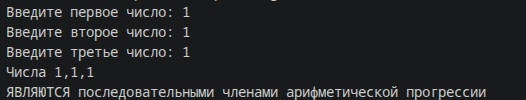 Введите первое число: 1
Введите второе число: 1
Введите третье число: 1
Числа 1,1,1
ЯВЛЯЮТСЯ последовательными членами арифметической прогрессии